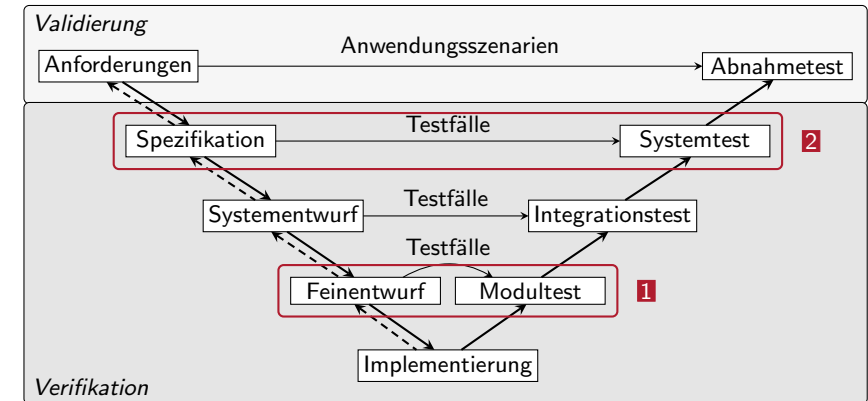 Validierung
Anwendungsszenarien
Anforderungen
Abnahmetest
Testfälle
Spezifikation
Systemtest
2
Testfälle
Systementwurf
Integrationstest
Testfälle
Feinentwurf
Modultest
1
Implementierung
Verifikation